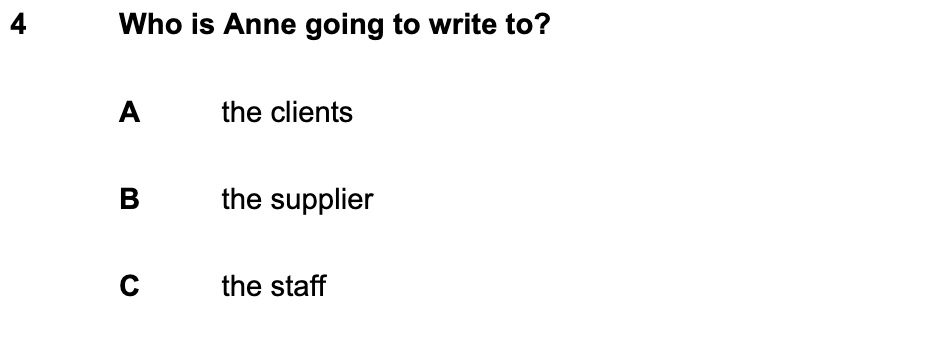 4 Who is Anne going to write to?
A the clients
B the supplier
C the staff